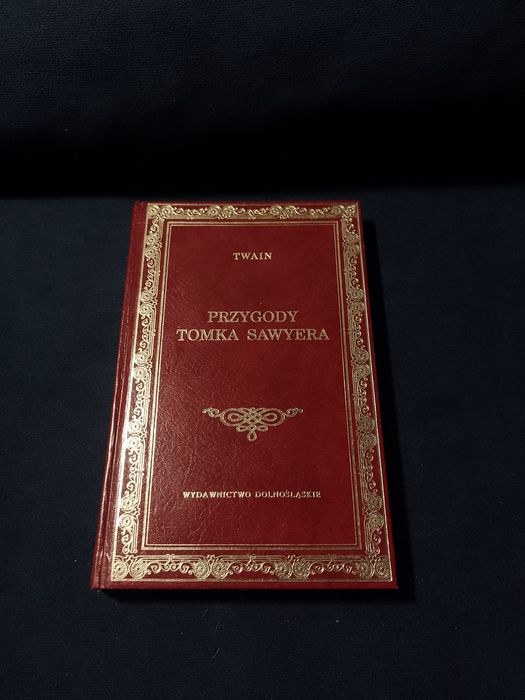 TWAIN
PRZYGODY
TOMKA SAWYERA
WYDAWNICTWO DOLNOŚLĄSKIE